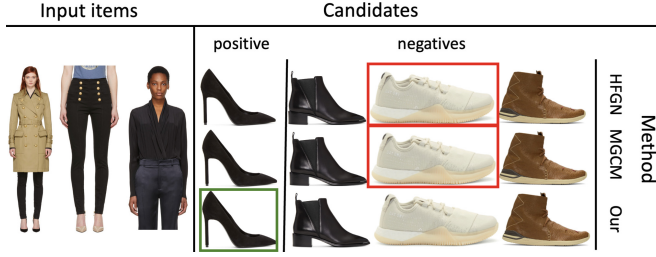 Input items
Candidates
positive
negatives
HFGN
MGCM
Our
Method